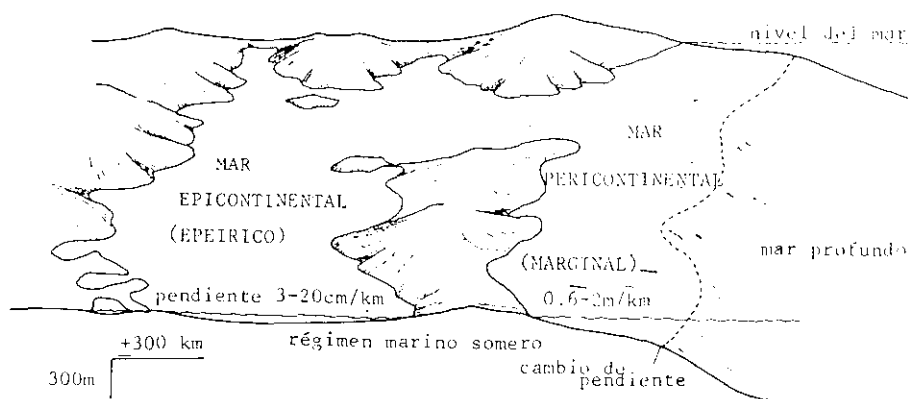 nivel del mar
MAR
MAR
EPICONTINENTAL
PERICONTINENTAL
(EPEIRICO)
mar profundo
(MARGINAL)
pendiente 3-20cm/km
0.6-2m/km
régimen marino somero
±300 km
300m
cambio de
pendiente